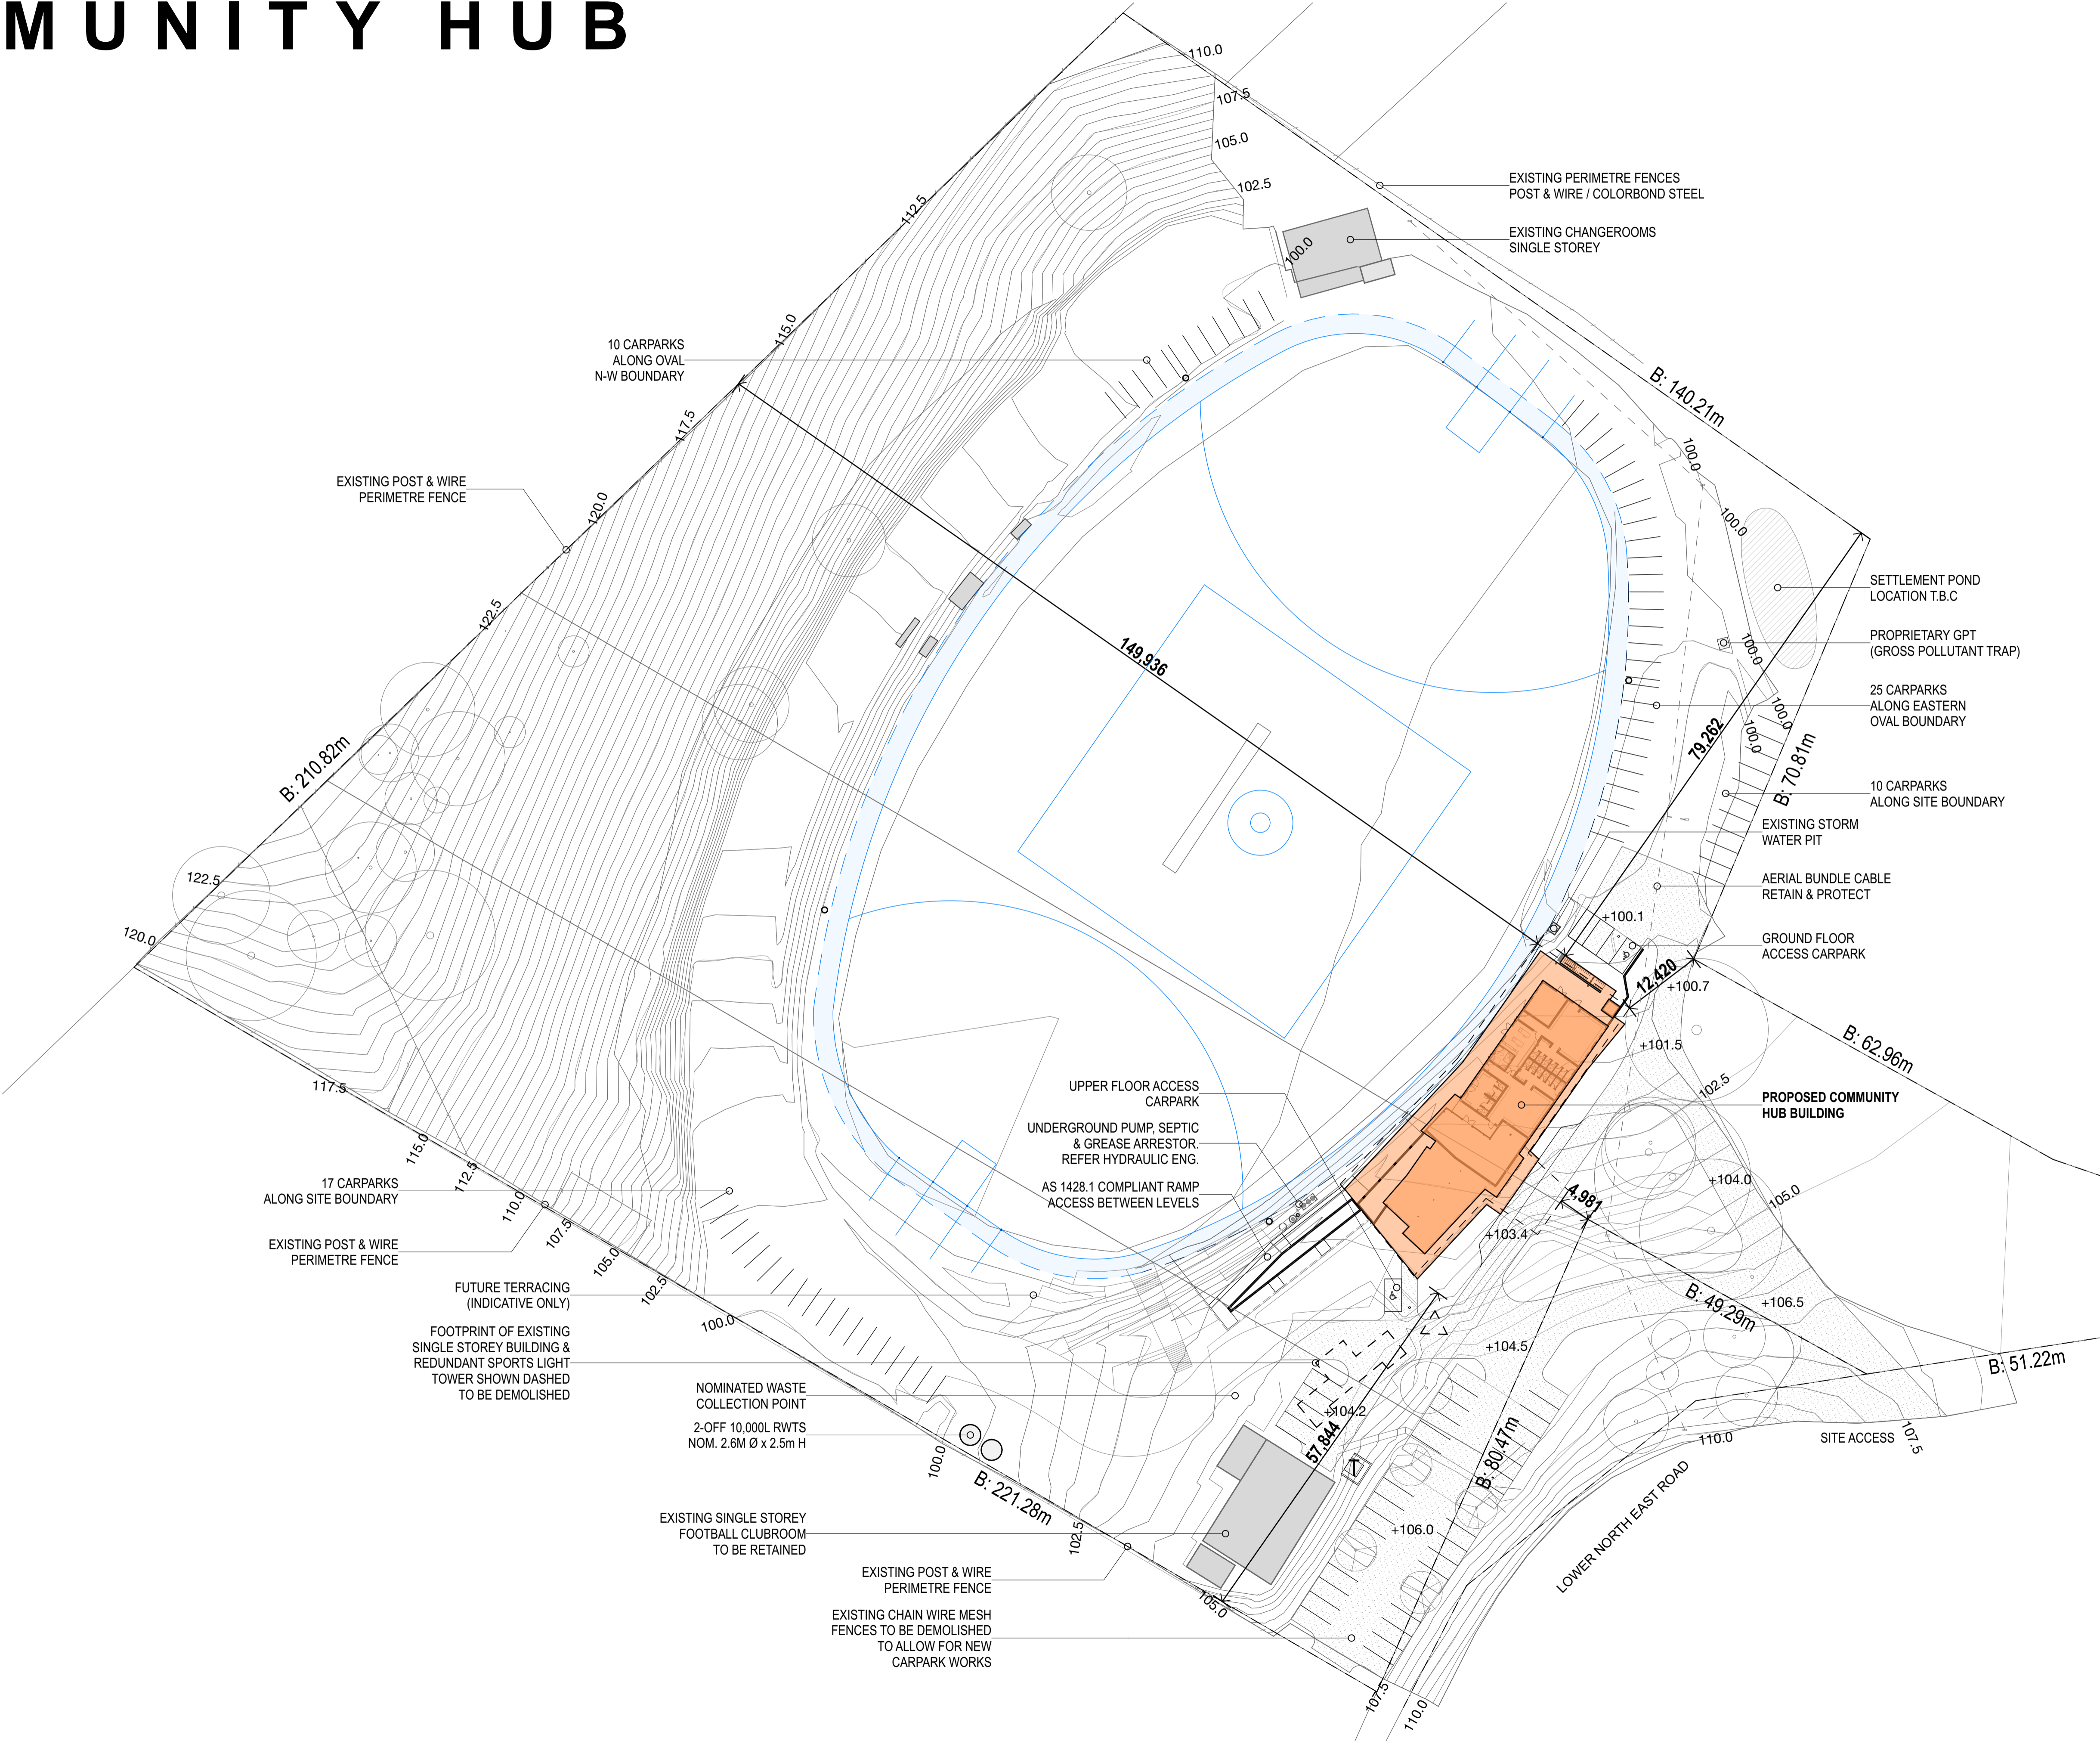 MUNITY HUB
110.0
107.5
105.0
102.5
100.0
112.5
115.0
117.5
120.0
122.5
122.5
120.0
117.5
115.0
112.5
110.0
107.5
105.0
102.5
100.0
100.0
102.5
105.0
107.5
110.0
EXISTING PERIMETRE FENCES
POST & WIRE / COLORBOND STEEL
EXISTING CHANGEROOMS
SINGLE STOREY
10 CARPARKS
ALONG OVAL
N-W BOUNDARY
EXISTING POST & WIRE
PERIMETRE FENCE
B: 140.21m
100.0
100.0
100.0
100.0
100.0
SETTLEMENT POND
LOCATION T.B.C
PROPRIETARY GPT
(GROSS POLLUTANT TRAP)
25 CARPARKS
ALONG EASTERN
OVAL BOUNDARY
149,936
79,262
B: 70.81m
B: 210.82m
10 CARPARKS
ALONG SITE BOUNDARY
EXISTING STORM
WATER PIT
AERIAL BUNDLE CABLE
RETAIN & PROTECT
+100.1
GROUND FLOOR
ACCESS CARPARK
12,420
+100.7
+101.5
B: 62.96m
102.5
PROPOSED COMMUNITY
HUB BUILDING
UPPER FLOOR ACCESS
CARPARK
UNDERGROUND PUMP, SEPTIC
& GREASE ARRESTOR.
REFER HYDRAULIC ENG.
AS 1428.1 COMPLIANT RAMP
ACCESS BETWEEN LEVELS
17 CARPARKS
ALONG SITE BOUNDARY
EXISTING POST & WIRE
PERIMETRE FENCE
FUTURE TERRACING
(INDICATIVE ONLY)
FOOTPRINT OF EXISTING
SINGLE STOREY BUILDING &
REDUNDANT SPORTS LIGHT
TOWER SHOWN DASHED
TO BE DEMOLISHED
NOMINATED WASTE
COLLECTION POINT
2-OFF 10,000L RWTS
NOM. 2.6M Ø x 2.5m H
+104.0
105.0
4,981
+103.4
B: 49.29m
+106.5
+104.5
B: 51.22m
+104.2
57,844
T
B: 80.47m
110.0
SITE ACCESS
107.5
LOWER NORTH EAST ROAD
B: 221.28m
+106.0
EXISTING SINGLE STOREY
FOOTBALL CLUBROOM
TO BE RETAINED
EXISTING POST & WIRE
PERIMETRE FENCE
EXISTING CHAIN WIRE MESH
FENCES TO BE DEMOLISHED
TO ALLOW FOR NEW
CARPARK WORKS